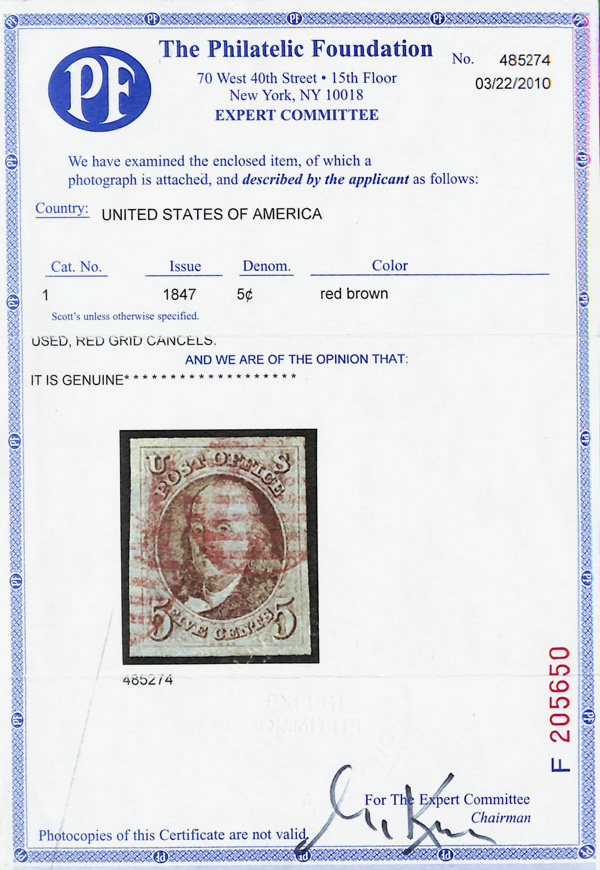 PF
The Philatelic Foundation
70 West 40th Street • 15th Floor
New York, NY 10018
EXPERT COMMITTEE
No. 485274
03/22/2010
We have examined the enclosed item, of which a
photograph is attached, and described by the applicant as follows:
Country: UNITED STATES OF AMERICA
Cat. No. Issue Denom. Color
1 1847 5¢ red brown
Scott's unless otherwise specified.
USED, RED GRID CANCELS.
AND WE ARE OF THE OPINION THAT:
IT IS GENUINE* * * * * * * * * * * * * * * * * * * *
U S
POST OFFICE
5 FIVE CENTS 5
485274
F 205650
For The Expert Committee
Chairman
Photocopies of this Certificate are not valid.